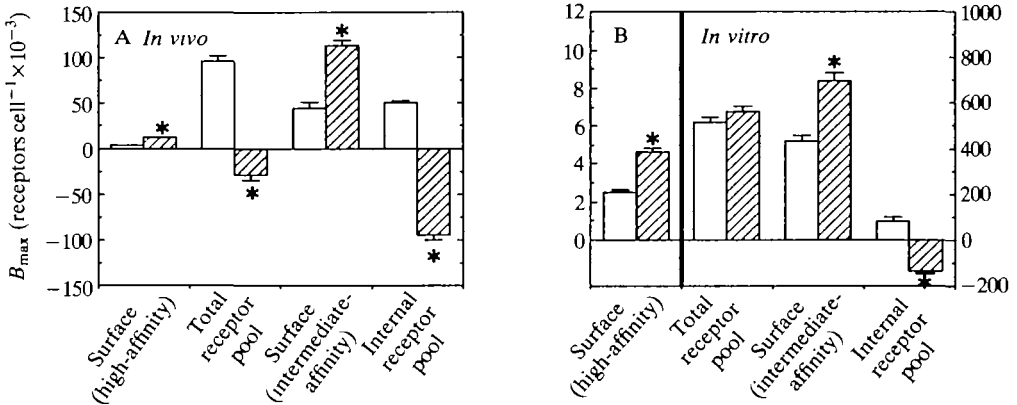 B_max (receptors cell⁻¹×10⁻³)
150
100
50
0
−50
−100
−150
A In vivo
*
*
*
*
Surface
(high-affinity)
Total
receptor
pool
Surface
(intermediate-
affinity)
Internal
receptor
pool
12
10
8
6
4
2
0
B
In vitro
*
*
*
1000
800
600
400
200
0
−200
Surface
(high-affinity)
Total
receptor
pool
Surface
(intermediate-
affinity)
Internal
receptor
pool